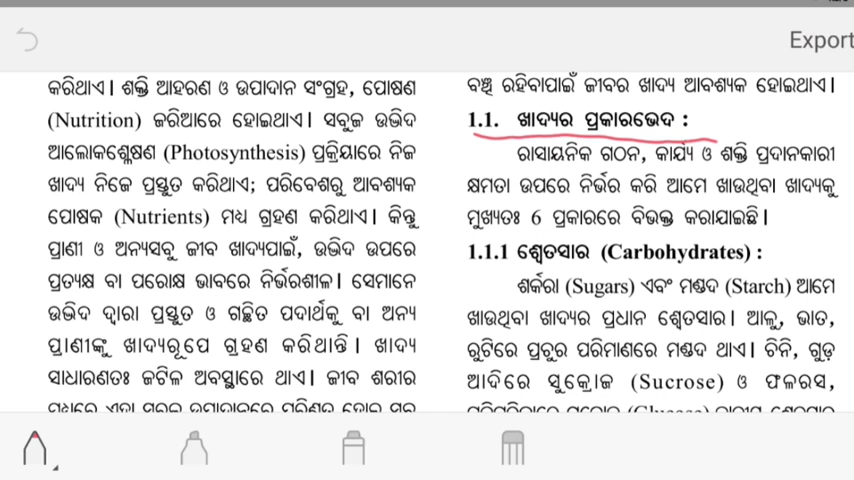 Export
କରିଥାଏ। ଶକ୍ତି ଆହରଣ ଓ ଉପାଦାନ ସଂଗ୍ରହ, ପୋଷଣ
(Nutrition) ଜରିଆରେ ହୋଇଥାଏ। ସବୁଜ ଉଦ୍ଭିଦ
ଆଲୋକଶ୍ଳେଷଣ (Photosynthesis) ପ୍ରକ୍ରିୟାରେ ନିଜ
ଖାଦ୍ୟ ନିଜେ ପ୍ରସ୍ତୁତ କରିଥାଏ; ପରିବେଶରୁ ଆବଶ୍ୟକ
ପୋଷକ (Nutrients) ମଧ୍ୟ ଗ୍ରହଣ କରିଥାଏ। କିନ୍ତୁ
ପ୍ରାଣୀ ଓ ଅନ୍ୟସବୁ ଜୀବ ଖାଦ୍ୟପାଇଁ, ଉଦ୍ଭିଦ ଉପରେ
ପ୍ରତ୍ୟକ୍ଷ ବା ପରୋକ୍ଷ ଭାବରେ ନିର୍ଭରଶୀଳ। ସେମାନେ
ଉଦ୍ଭିଦ ଦ୍ୱାରା ପ୍ରସ୍ତୁତ ଓ ଗଚ୍ଛିତ ପଦାର୍ଥକୁ ବା ଅନ୍ୟ
ପ୍ରାଣୀଙ୍କୁ ଖାଦ୍ୟରୂପେ ଗ୍ରହଣ କରିଥାନ୍ତି। ଖାଦ୍ୟ
ସାଧାରଣତଃ ଜଟିଳ ଅବସ୍ଥାରେ ଥାଏ। ଜୀବ ଶରୀର
ବଞ୍ଚି ରହିବାପାଇଁ ଜୀବର ଖାଦ୍ୟ ଆବଶ୍ୟକ ହୋଇଥାଏ।
1.1. ଖାଦ୍ୟର ପ୍ରକାରଭେଦ :
ରାସାୟନିକ ଗଠନ, କାର୍ଯ୍ୟ ଓ ଶକ୍ତି ପ୍ରଦାନକାରୀ
କ୍ଷମତା ଉପରେ ନିର୍ଭର କରି ଆମେ ଖାଉଥିବା ଖାଦ୍ୟକୁ
ମୁଖ୍ୟତଃ 6 ପ୍ରକାରରେ ବିଭକ୍ତ କରାଯାଇଛି।
1.1.1 ଶ୍ୱେତସାର (Carbohydrates) :
ଶର୍କରା (Sugars) ଏବଂ ମଣ୍ଡଦ (Starch) ଆମେ
ଖାଉଥିବା ଖାଦ୍ୟର ପ୍ରଧାନ ଶ୍ୱେତସାର। ଆଳୁ, ଭାତ,
ରୁଟିରେ ପ୍ରଚୁର ପରିମାଣରେ ମଣ୍ଡଦ ଥାଏ। ଚିନି, ଗୁଡ଼
ଆଦିରେ ସୁକ୍ରୋଜ (Sucrose) ଓ ଫଳରସ,